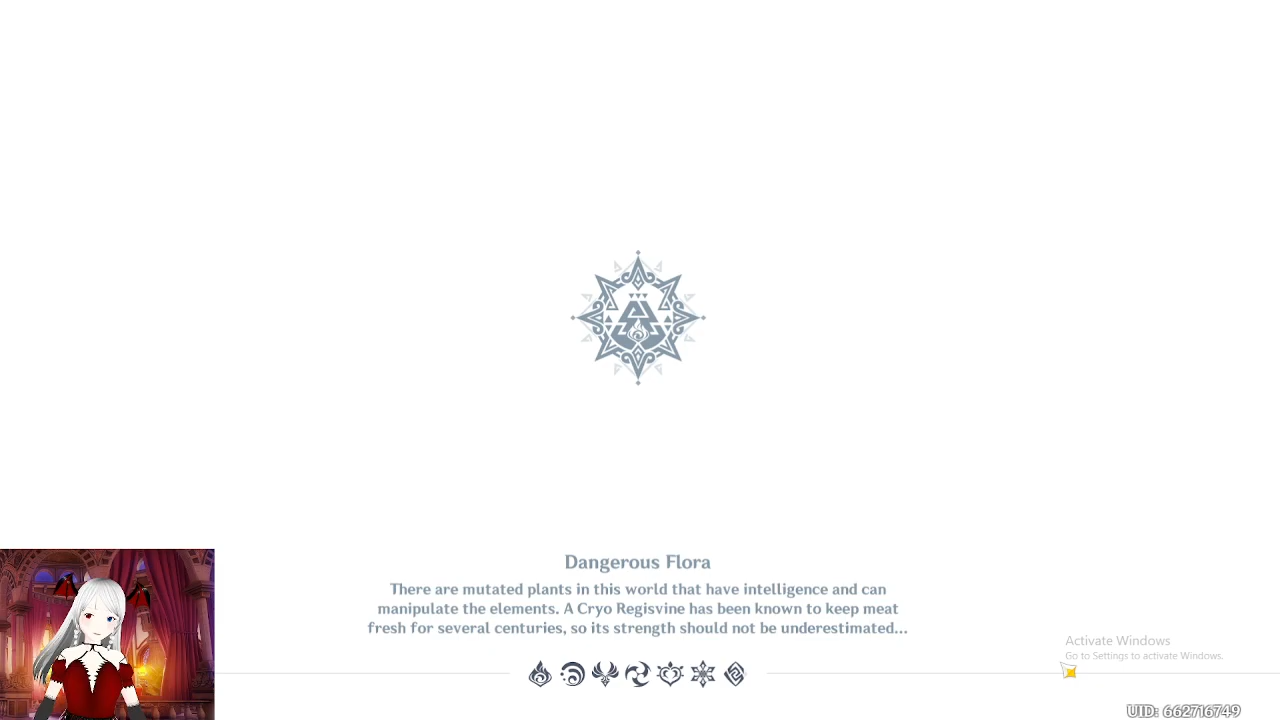 Dangerous Flora
There are mutated plants in this world that have intelligence and can
manipulate the elements. A Cryo Regisvine has been known to keep meat
fresh for several centuries, so its strength should not be underestimated...
Activate Windows
Go to Settings to activate Windows.
UID: 662716749